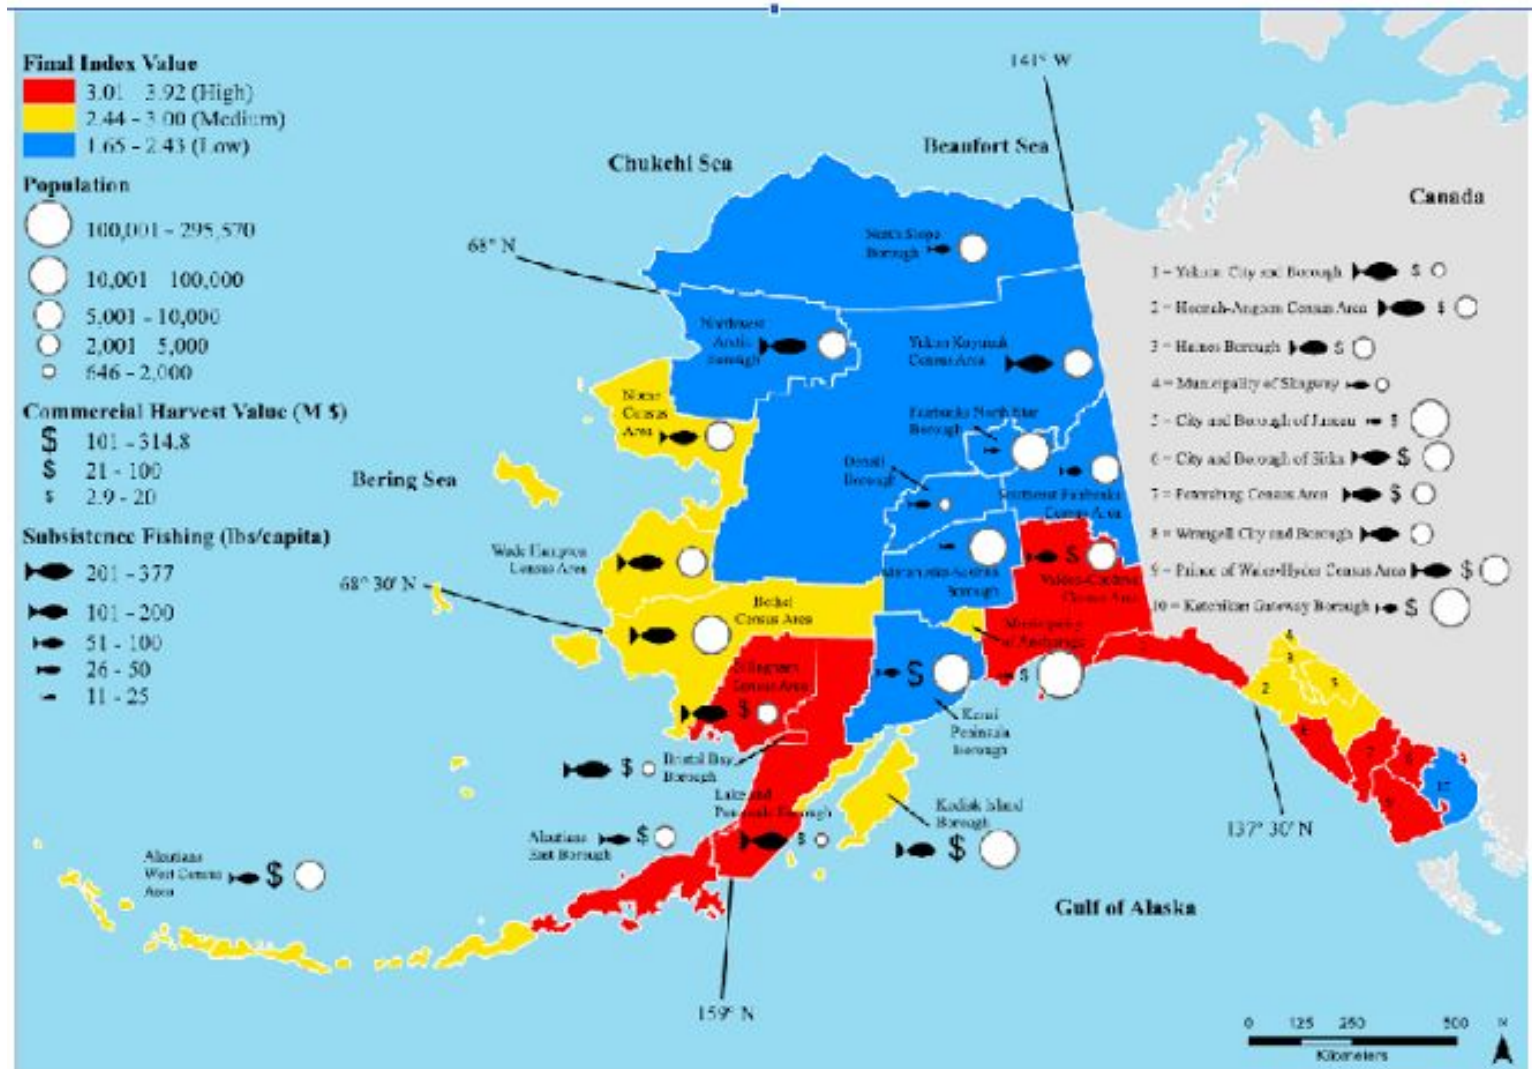 Final Index Value
3.01 - 3.92 (High)
2.44 - 3.00 (Medium)
1.65 - 2.43 (Low)
Population
100,001 - 295,570
10,001 - 100,000
5,001 - 10,000
2,001 - 5,000
646 - 2,000
Commercial Harvest Value (M $)
$ 101 - 314.8
$ 21 - 100
$ 2.9 - 20
Subsistence Fishing (lbs/capita)
201 - 377
101 - 200
51 - 100
26 - 50
11 - 25
141° W
Beaufort Sea
Chukchi Sea
Canada
68° N
North Slope
Borough
Northwest
Arctic
Borough
Yukon Koyukuk
Census Area
Nome
Census
Area
Fairbanks North Star
Borough
Denali
Borough
Southeast Fairbanks
Census Area
Bering Sea
Wade Hampton
Census Area
68° 30' N
Bethel
Census Area
Matanuska-Susitna
Borough
Valdez-Cordova
Census Area
$
Municipality
of Anchorage
$
Dillingham
Census Area
$
$
Kenai
Peninsula
Borough
Bristol Bay
Borough
$
Lake and
Peninsula Borough
$
Kodiak Island
Borough
$
Aleutians
East Borough
$
Aleutians
West Census
Area
$
159° N
137° 30' N
Gulf of Alaska
1 = Yakutat City and Borough $
2 = Hoonah-Angoon Census Area $
3 = Haines Borough $
4 = Municipality of Skagway
5 = City and Borough of Juneau $
6 = City and Borough of Sitka $
7 = Petersburg Census Area $
8 = Wrangell City and Borough
9 = Prince of Wales-Hyder Census Area $
10 = Ketchikan Gateway Borough $
4
3
2
5
7
9
10
0 125 250 500
Kilometers
N